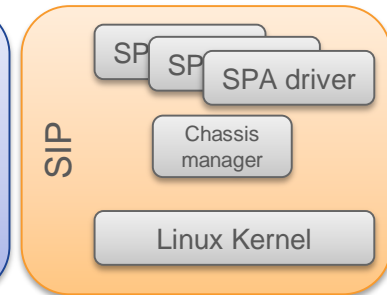 SP
SP
SPA driver
SIP
Chassis
manager
Linux Kernel